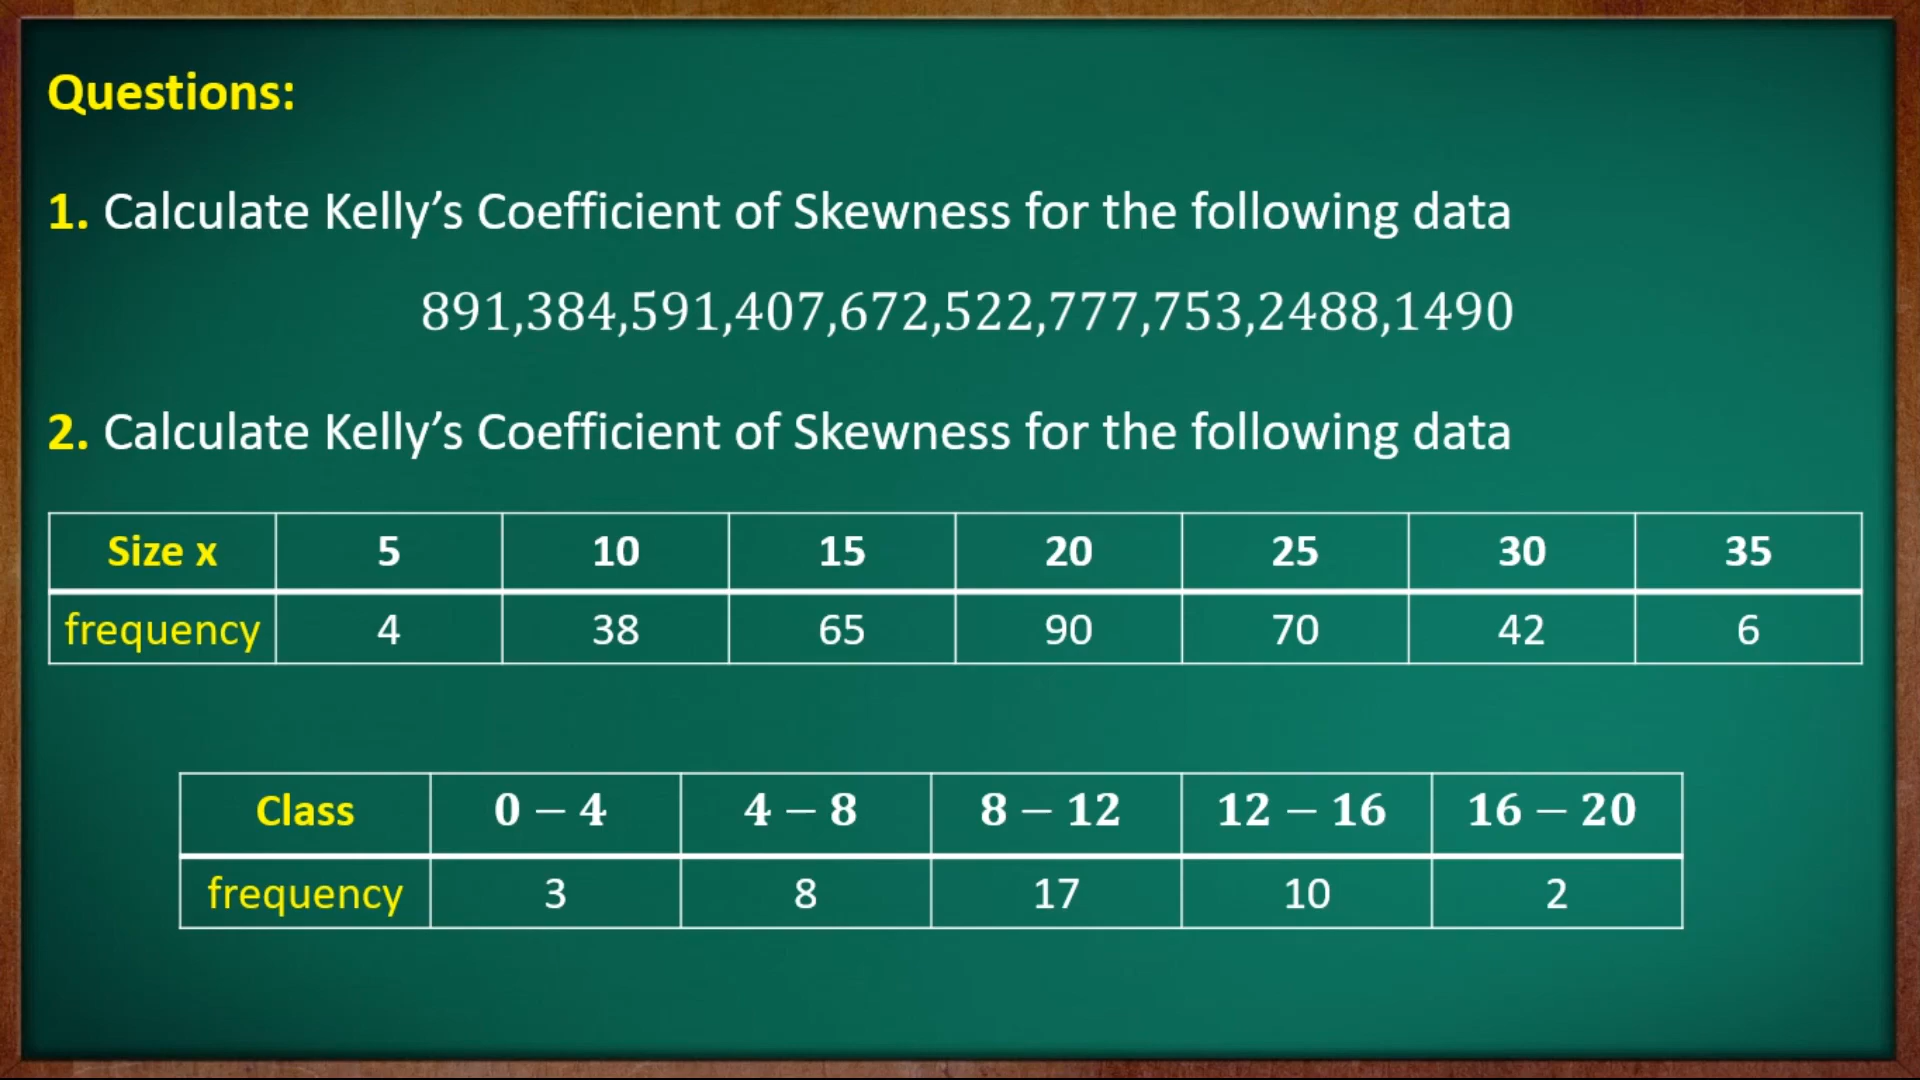 Questions:
1. Calculate Kelly’s Coefficient of Skewness for the following data
891,384,591,407,672,522,777,753,2488,1490
2. Calculate Kelly’s Coefficient of Skewness for the following data
Size x 5 10 15 20 25 30 35
frequency 4 38 65 90 70 42 6
Class 0 – 4 4 – 8 8 – 12 12 – 16 16 – 20
frequency 3 8 17 10 2